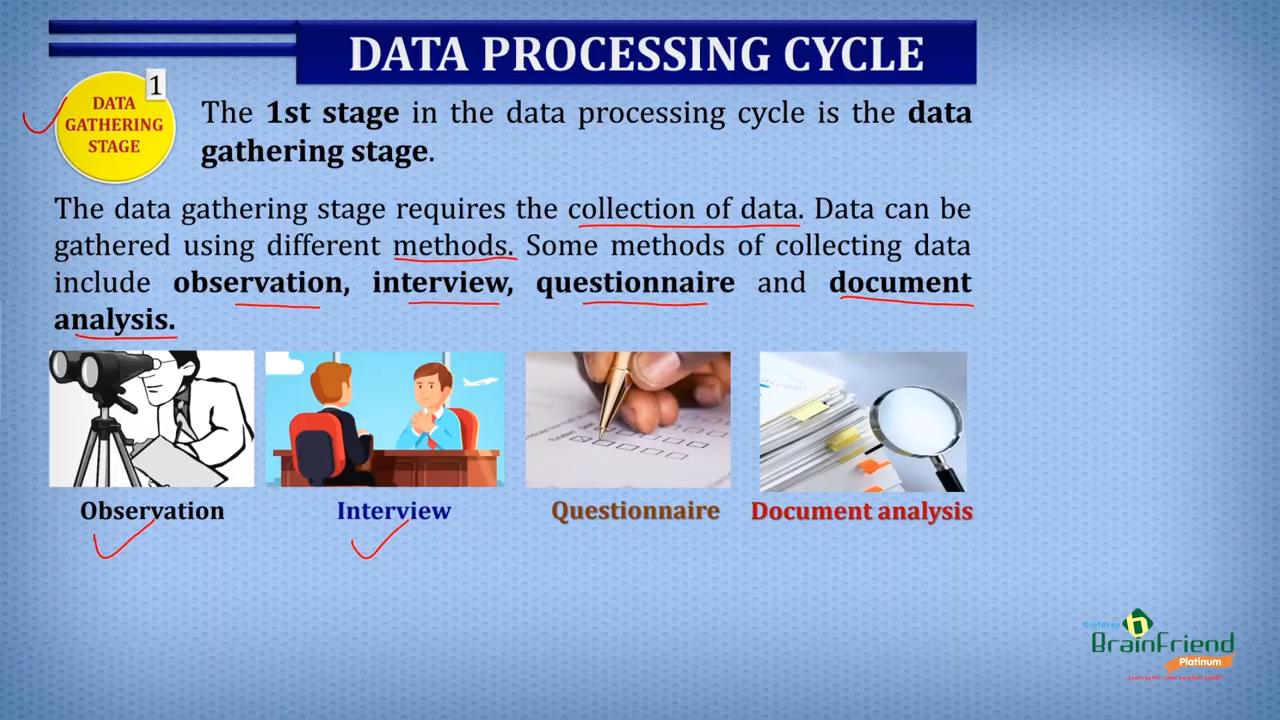 DATA PROCESSING CYCLE
1
DATA
GATHERING
STAGE
The 1st stage in the data processing cycle is the data
gathering stage.
The data gathering stage requires the collection of data. Data can be
gathered using different methods. Some methods of collecting data
include observation, interview, questionnaire and document
analysis.
Observation
Interview
Questionnaire
Document analysis
BrainFriend
Platinum